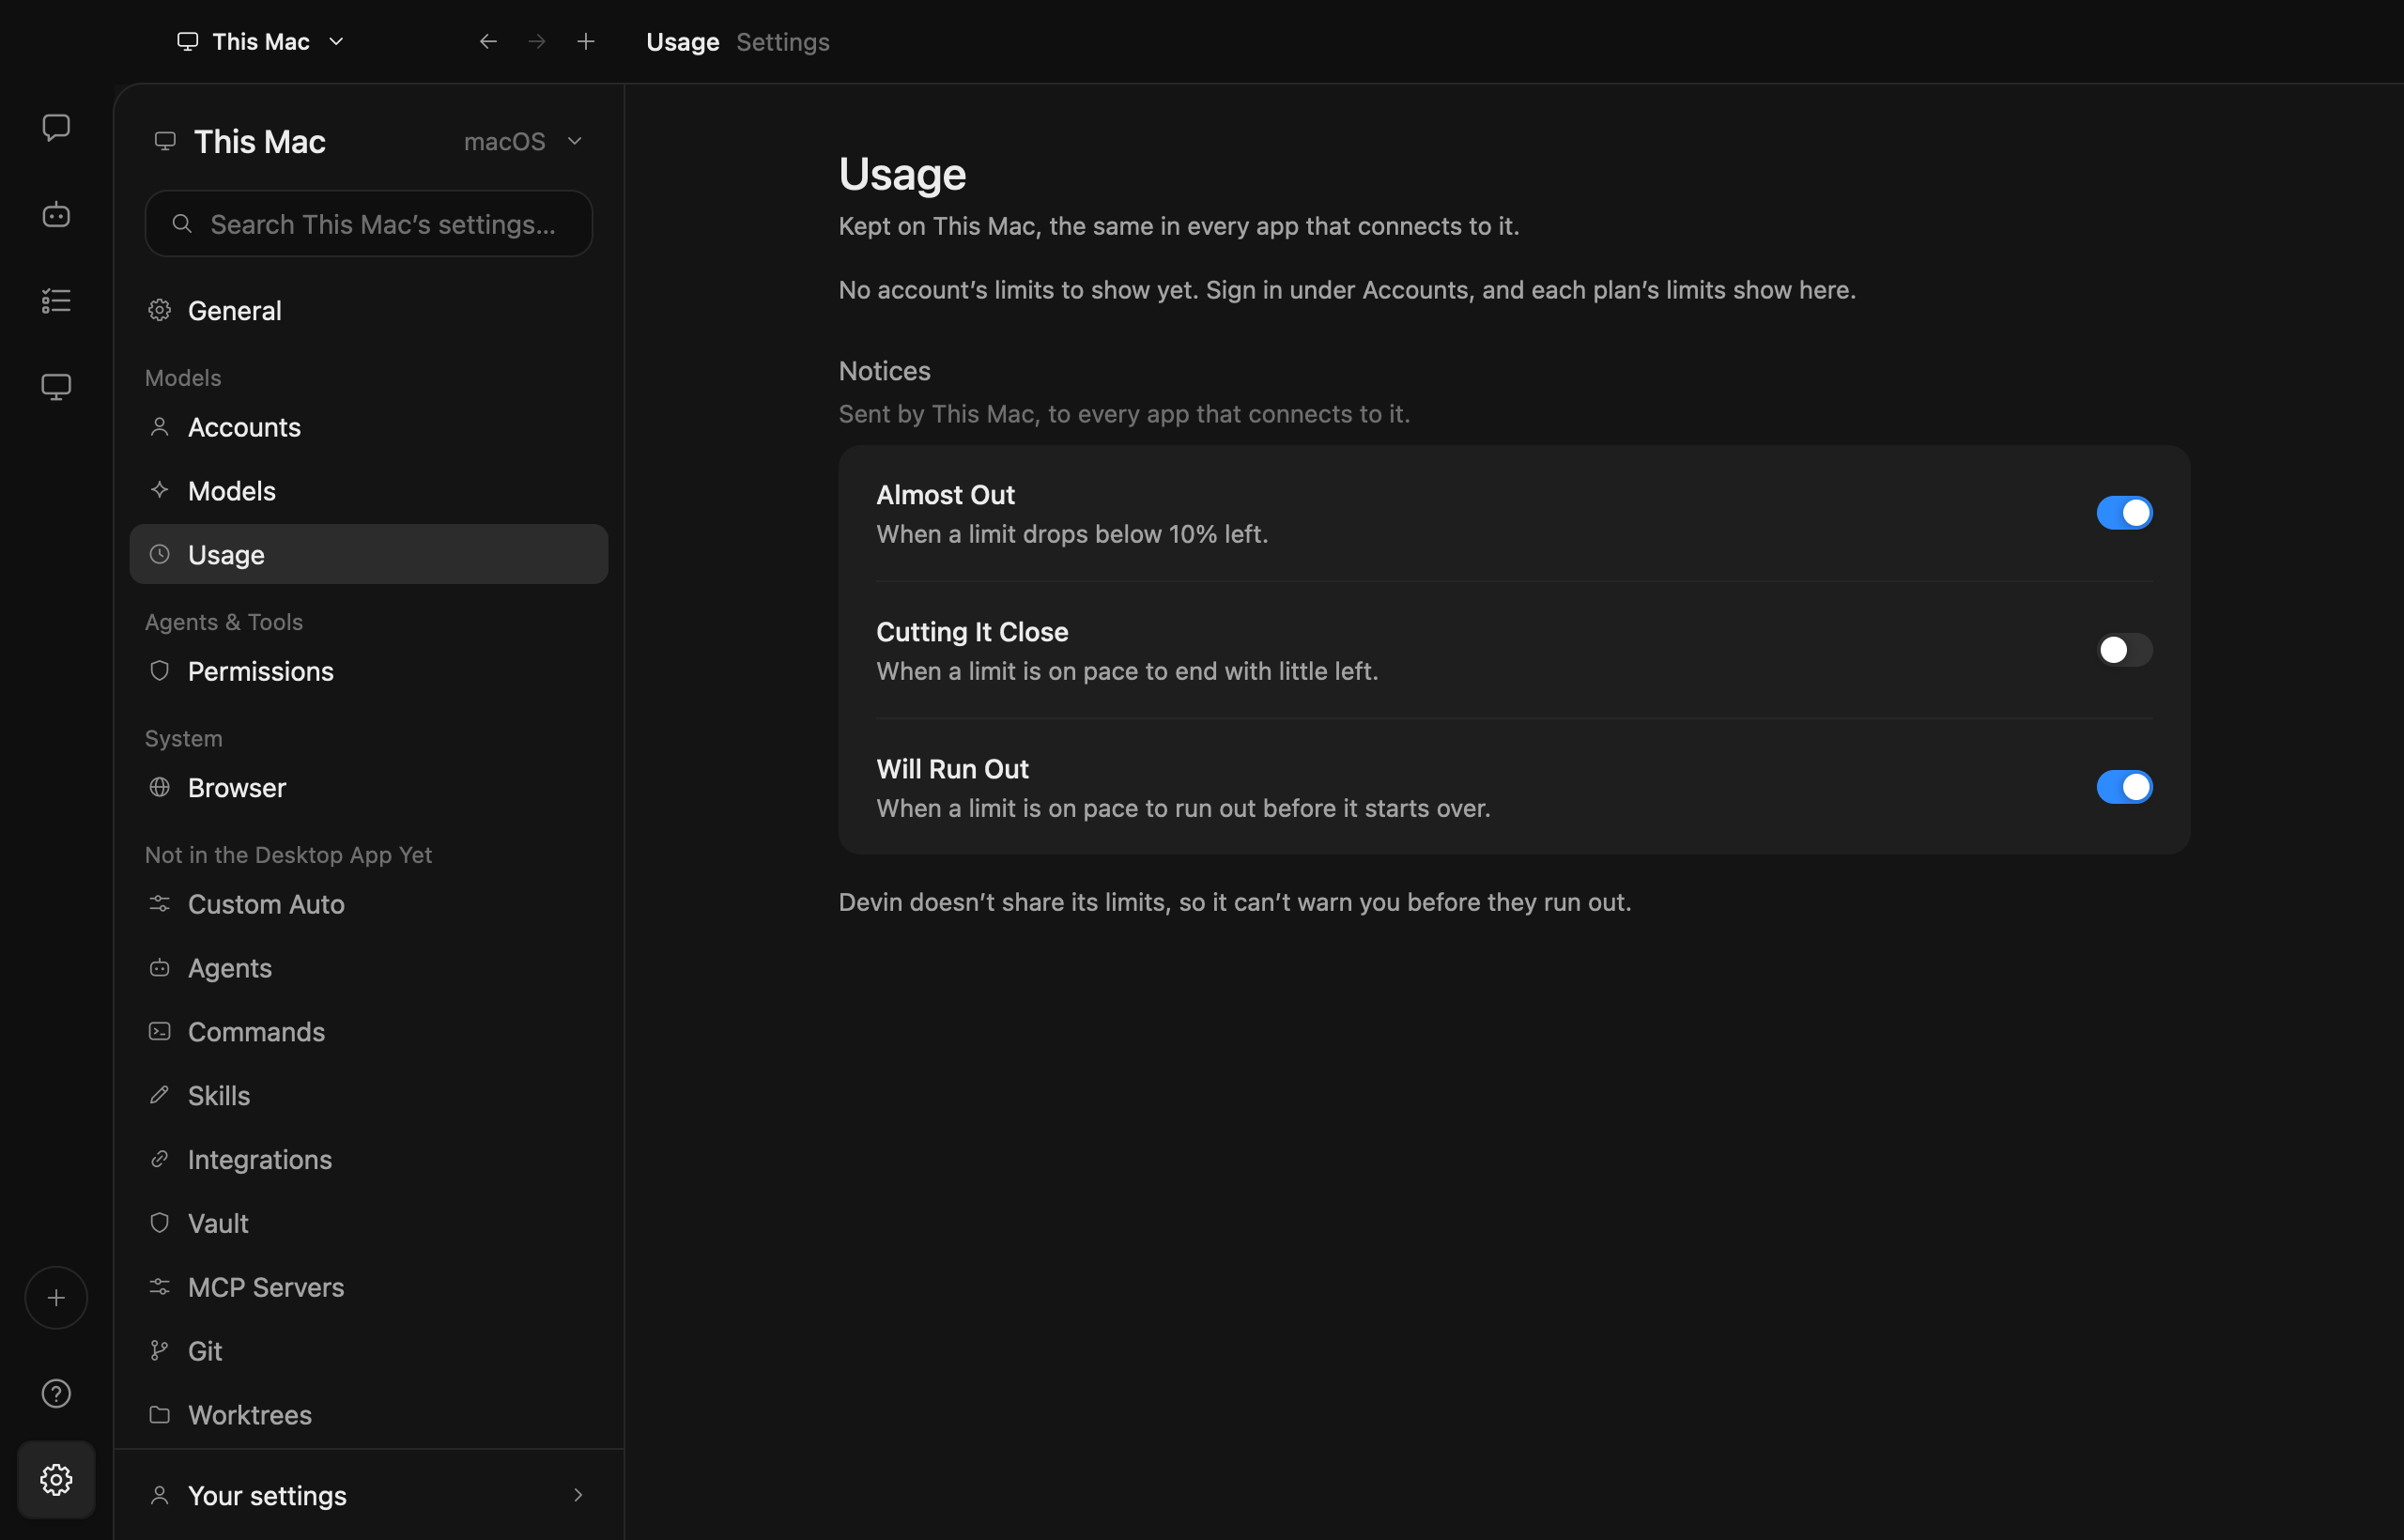 This Mac
Usage Settings
This Mac macOS
Search This Mac’s settings...
General
Models
Accounts
Models
Usage
Agents & Tools
Permissions
System
Browser
Not in the Desktop App Yet
Custom Auto
Agents
Commands
Skills
Integrations
Vault
MCP Servers
Git
Worktrees
Your settings
Usage
Kept on This Mac, the same in every app that connects to it.
No account’s limits to show yet. Sign in under Accounts, and each plan’s limits show here.
Notices
Sent by This Mac, to every app that connects to it.
Almost Out
When a limit drops below 10% left.
Cutting It Close
When a limit is on pace to end with little left.
Will Run Out
When a limit is on pace to run out before it starts over.
Devin doesn’t share its limits, so it can’t warn you before they run out.